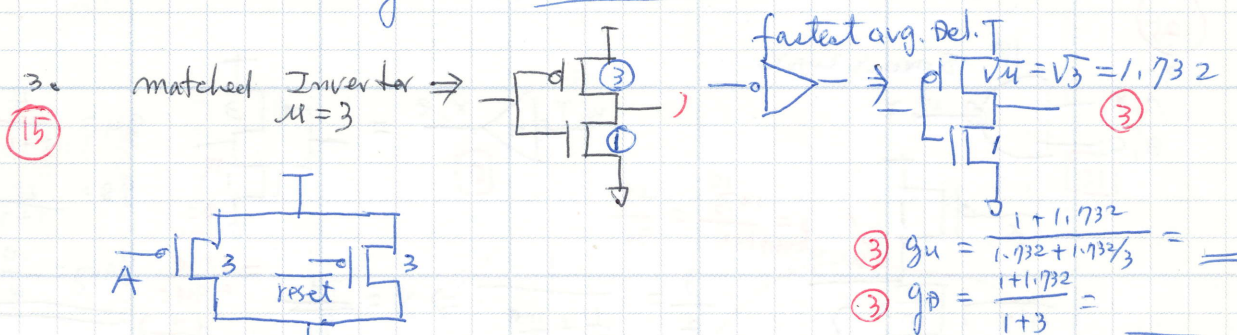 fastest avg. Del.
3. matched Inverter ⇒ 3 , ⇒ √μ = √3 = 1.732
μ = 3
15
1
1
3
A 3 reset 3
3 gu = 1 + 1.732 / 1.732 + 1.732/3 =
3 gD = 1+1.732 / 1+3 =